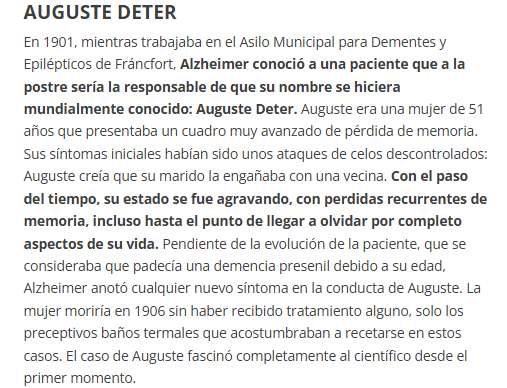 AUGUSTE DETER
En 1901, mientras trabajaba en el Asilo Municipal para Dementes y
Epilépticos de Fráncfort, Alzheimer conoció a una paciente que a la
postre sería la responsable de que su nombre se hiciera
mundialmente conocido: Auguste Deter. Auguste era una mujer de 51
años que presentaba un cuadro muy avanzado de pérdida de memoria.
Sus síntomas iniciales habían sido unos ataques de celos descontrolados:
Auguste creía que su marido la engañaba con una vecina. Con el paso
del tiempo, su estado se fue agravando, con perdidas recurrentes de
memoria, incluso hasta el punto de llegar a olvidar por completo
aspectos de su vida. Pendiente de la evolución de la paciente, que se
consideraba que padecía una demencia presenil debido a su edad,
Alzheimer anotó cualquier nuevo síntoma en la conducta de Auguste. La
mujer moriría en 1906 sin haber recibido tratamiento alguno, solo los
preceptivos baños termales que acostumbraban a recetarse en estos
casos. El caso de Auguste fascinó completamente al científico desde el
primer momento.